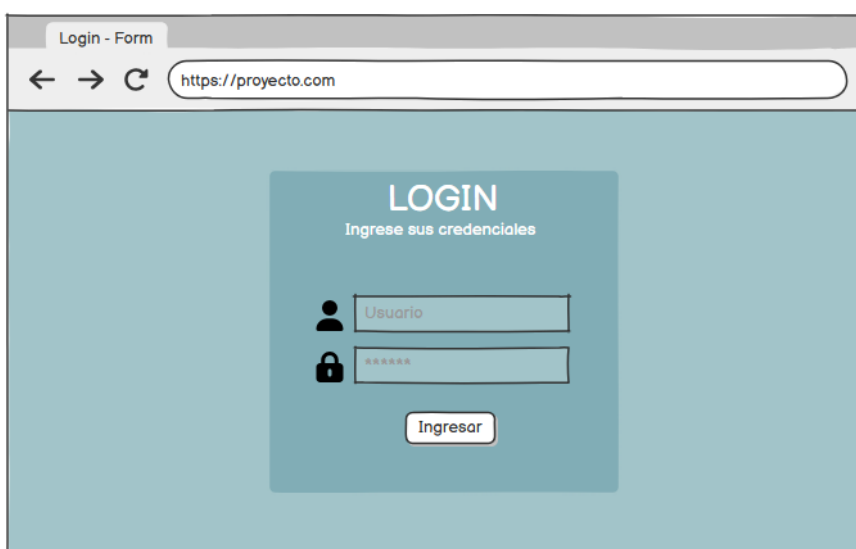 Login - Form
https://proyecto.com
LOGIN
Ingrese sus credenciales
Usuario
******
Ingresar